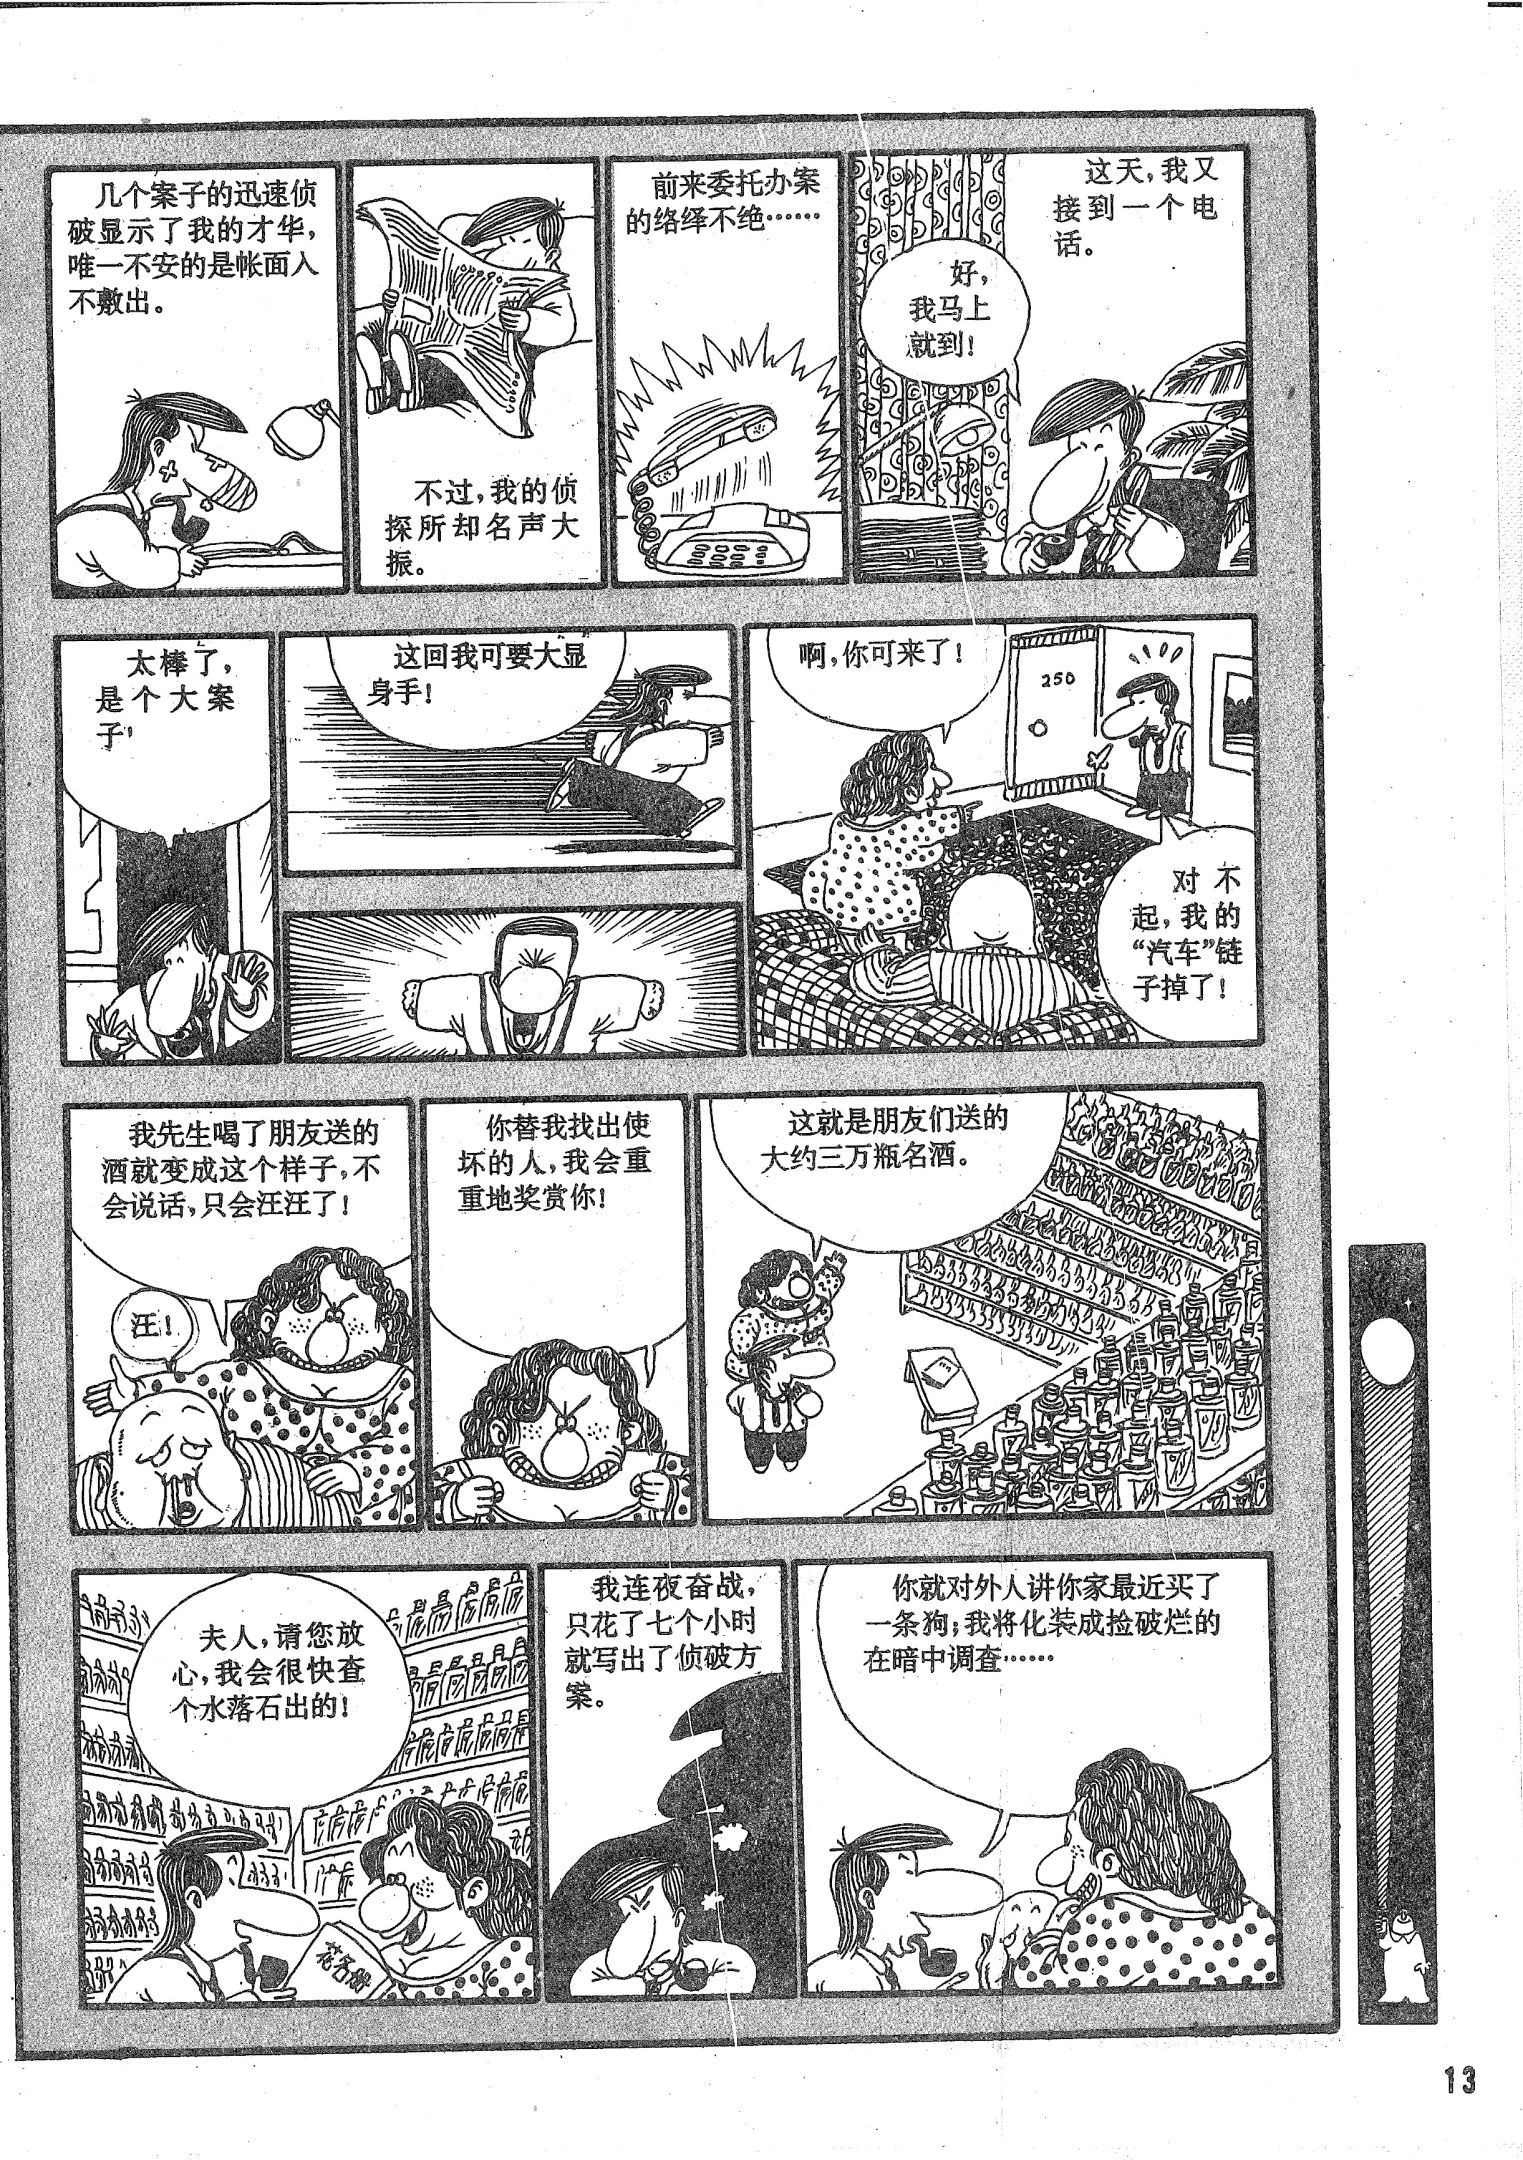 几个案子的迅速侦
破显示了我的才华，
唯一不安的是帐面入
不敷出。
不过，我的侦
探所却名声大
振。
前来委托办案
的络绎不绝……
这天，我又
接到一个电
话。
好，
我马上
就到！
太棒了，
是个大案
子！
这回我可要大显
身手！
啊，你可来了！
250
对不
起，我的
“汽车”链
子掉了！
我先生喝了朋友送的
酒就变成这个样子，不
会说话，只会汪汪了！
汪！
你替我找出使
坏的人，我会重
重地奖赏你！
这就是朋友们送的
大约三万瓶名酒。
夫人，请您放
心，我会很快查
个水落石出的！
花名册
我连夜奋战，
只花了七个小时
就写出了侦破方
案。
你就对外人讲你家最近买了
一条狗；我将化装成捡破烂的
在暗中调查……
13